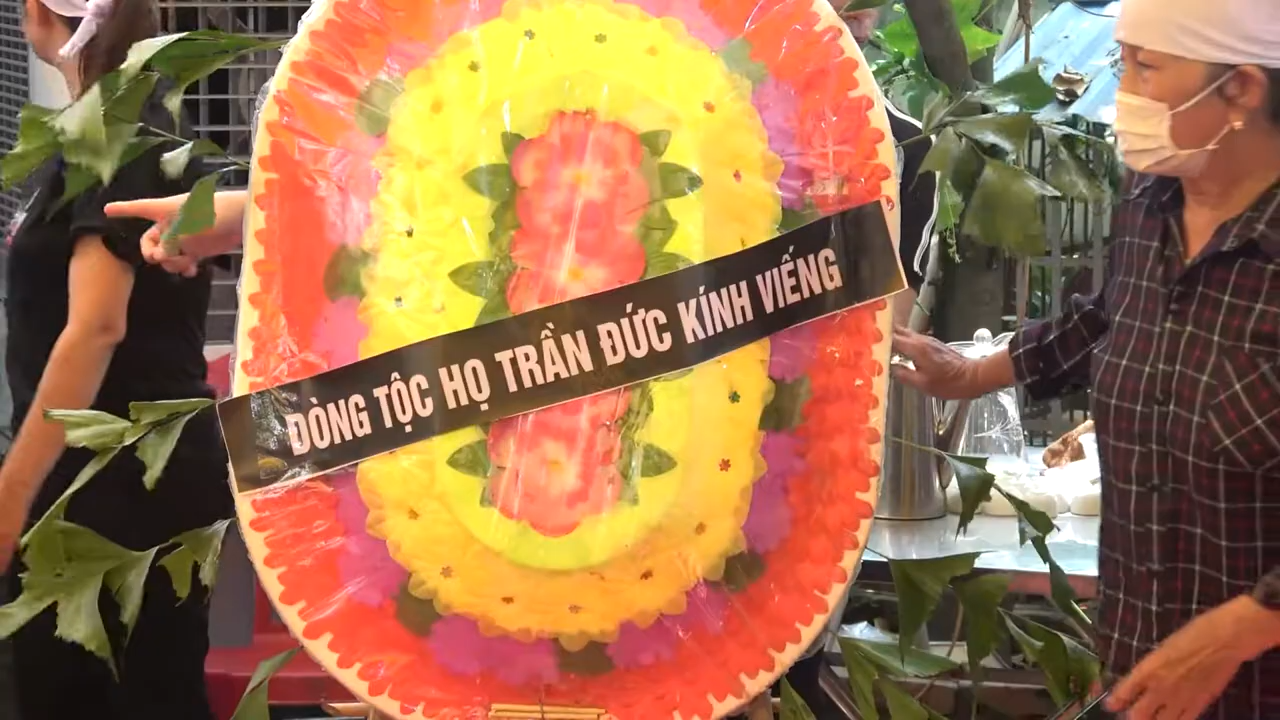 DÒNG TỘC HỌ TRẦN ĐỨC KÍNH VIẾNG